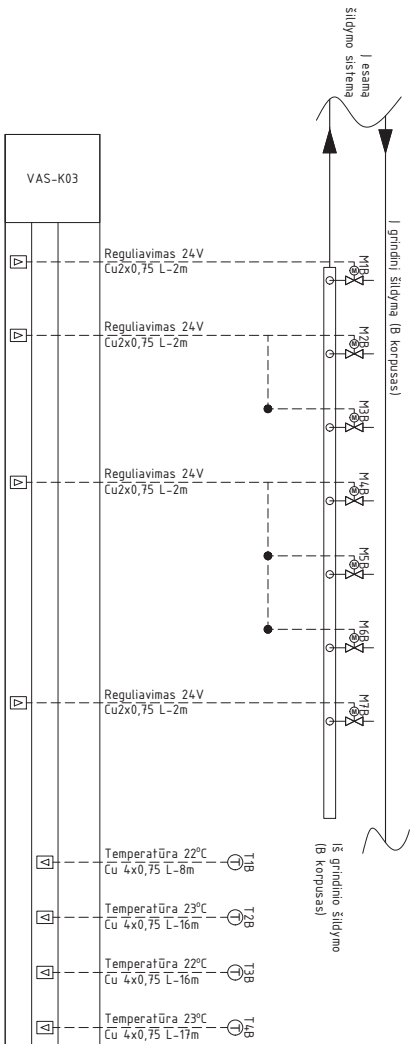 Į esamą
šildymo sistemą
Į grindinį šildymą (B korpusas)
VAS-K03
Reguliavimas 24V
Cu2x0,75 L-2m
M
M1B
Reguliavimas 24V
Cu2x0,75 L-2m
M
M2B
M
M3B
Reguliavimas 24V
Cu2x0,75 L-2m
M
M4B
M
M5B
M
M6B
Reguliavimas 24V
Cu2x0,75 L-2m
M
M7B
Iš grindinio šildymo
(B korpusas)
Temperatūra 22°C
Cu 4x0,75 L-8m
T
T1B
Temperatūra 23°C
Cu 4x0,75 L-16m
T
T2B
Temperatūra 22°C
Cu 4x0,75 L-16m
T
T3B
Temperatūra 23°C
Cu 4x0,75 L-17m
T
T4B